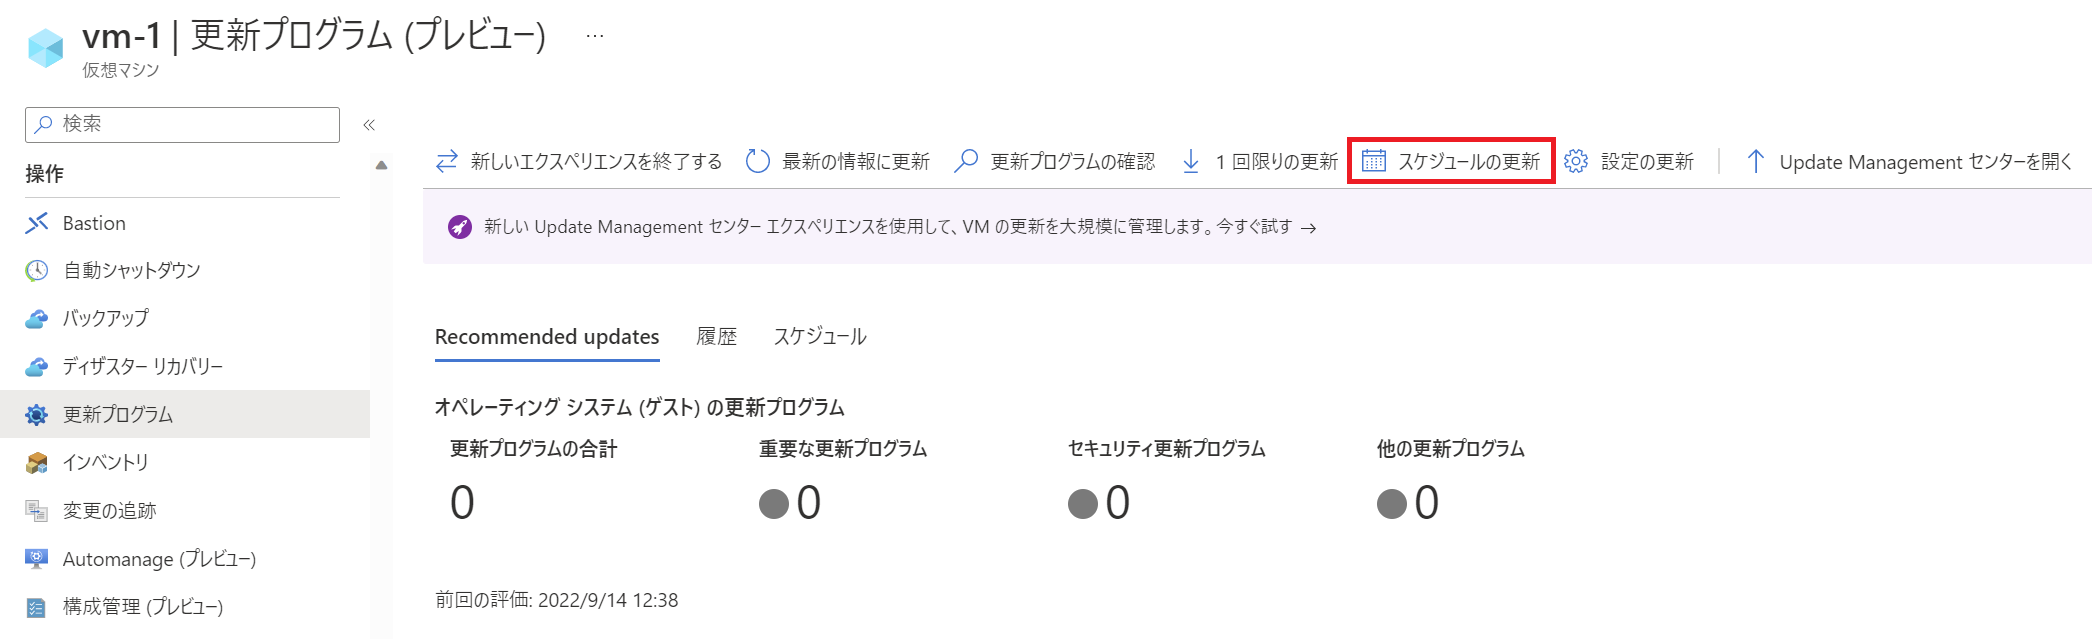 vm-1 | 更新プログラム (プレビュー) …
仮想マシン
検索 «
操作
Bastion
自動シャットダウン
バックアップ
ディザスター リカバリー
更新プログラム
インベントリ
変更の追跡
Automanage (プレビュー)
構成管理 (プレビュー)
新しいエクスペリエンスを終了する 最新の情報に更新 更新プログラムの確認 1 回限りの更新 スケジュールの更新 設定の更新 Update Management センターを開く
新しい Update Management センター エクスペリエンスを使用して、VM の更新を大規模に管理します。今すぐ試す →
Recommended updates 履歴 スケジュール
オペレーティング システム (ゲスト) の更新プログラム
更新プログラムの合計 重要な更新プログラム セキュリティ更新プログラム 他の更新プログラム
0 0 0 0
前回の評価: 2022/9/14 12:38